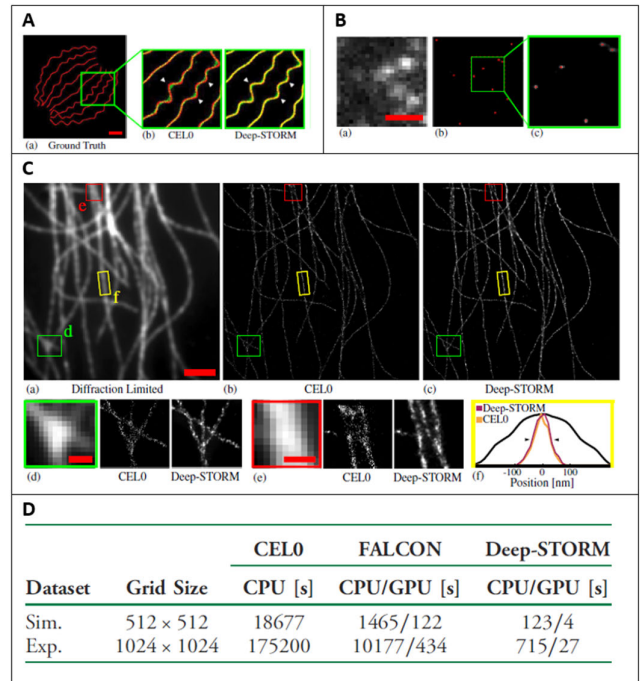 A
(a) Ground Truth
(b) CEL0 Deep-STORM
B
(a) (b) (c)
C
e
f
d
(a) Diffraction Limited (b) CEL0 (c) Deep-STORM
Deep-STORM
CEL0
(d) CEL0 Deep-STORM (e) CEL0 Deep-STORM
-100 0 100
(f) Position [nm]
D
CEL0 FALCON Deep-STORM
Dataset Grid Size CPU [s] CPU/GPU [s] CPU/GPU [s]
Sim. 512 × 512 18677 1465/122 123/4
Exp. 1024 × 1024 175200 10177/434 715/27